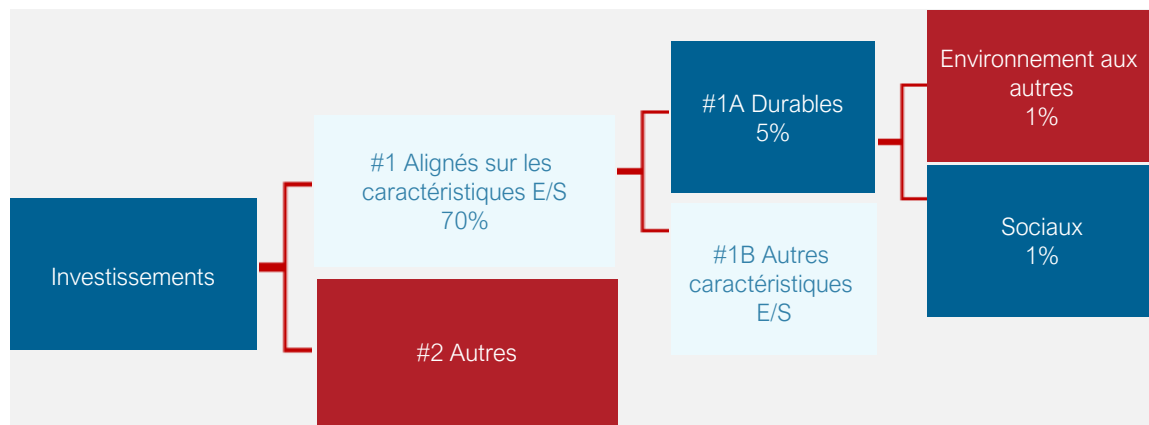 Investissements
#1 Alignés sur les
caractéristiques E/S
70%
#2 Autres
#1A Durables
5%
#1B Autres
caractéristiques
E/S
Environnement aux
autres
1%
Sociaux
1%